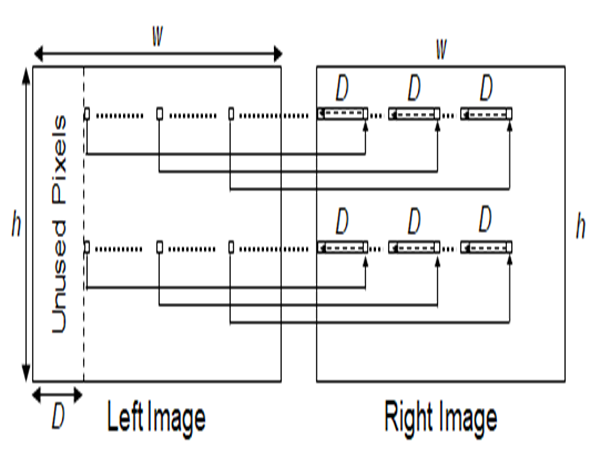 w
w
D D D
Unused Pixels
h
D D D
h
D
Left Image
Right Image